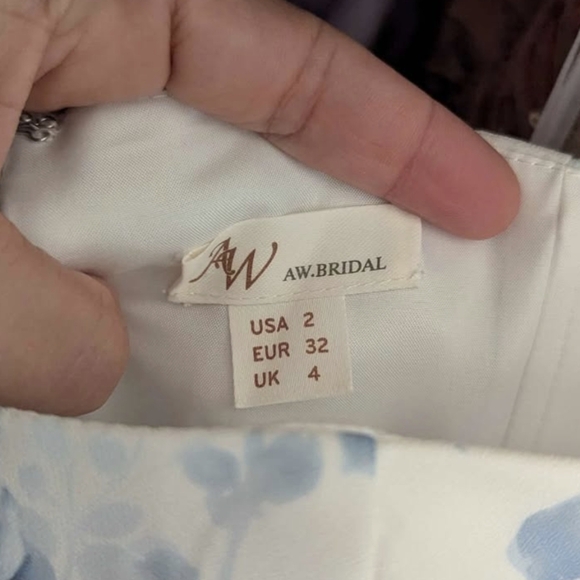 AW AW.BRIDAL
USA 2
EUR 32
UK 4